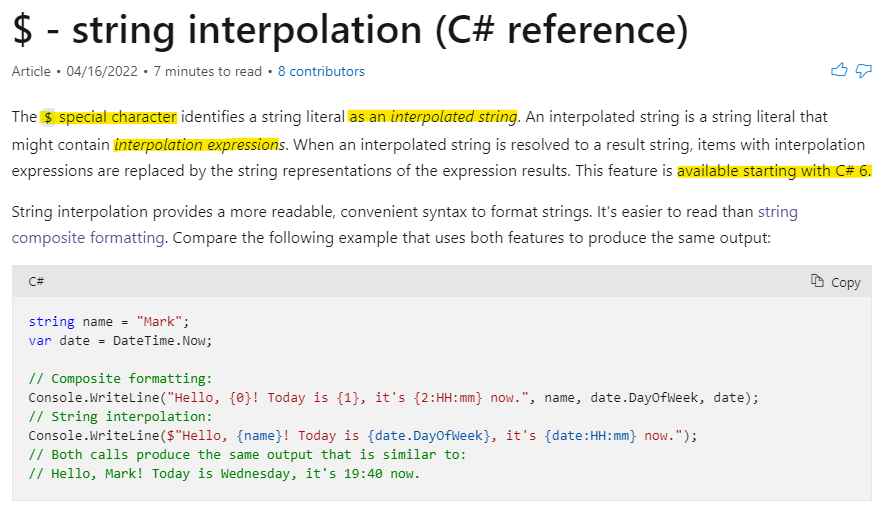 $ - string interpolation (C# reference)
Article • 04/16/2022 • 7 minutes to read • 8 contributors
The $ special character identifies a string literal as an interpolated string. An interpolated string is a string literal that
might contain interpolation expressions. When an interpolated string is resolved to a result string, items with interpolation
expressions are replaced by the string representations of the expression results. This feature is available starting with C# 6.
String interpolation provides a more readable, convenient syntax to format strings. It's easier to read than string
composite formatting. Compare the following example that uses both features to produce the same output:
C# Copy
string name = "Mark";
var date = DateTime.Now;
// Composite formatting:
Console.WriteLine("Hello, {0}! Today is {1}, it's {2:HH:mm} now.", name, date.DayOfWeek, date);
// String interpolation:
Console.WriteLine($"Hello, {name}! Today is {date.DayOfWeek}, it's {date:HH:mm} now.");
// Both calls produce the same output that is similar to:
// Hello, Mark! Today is Wednesday, it's 19:40 now.